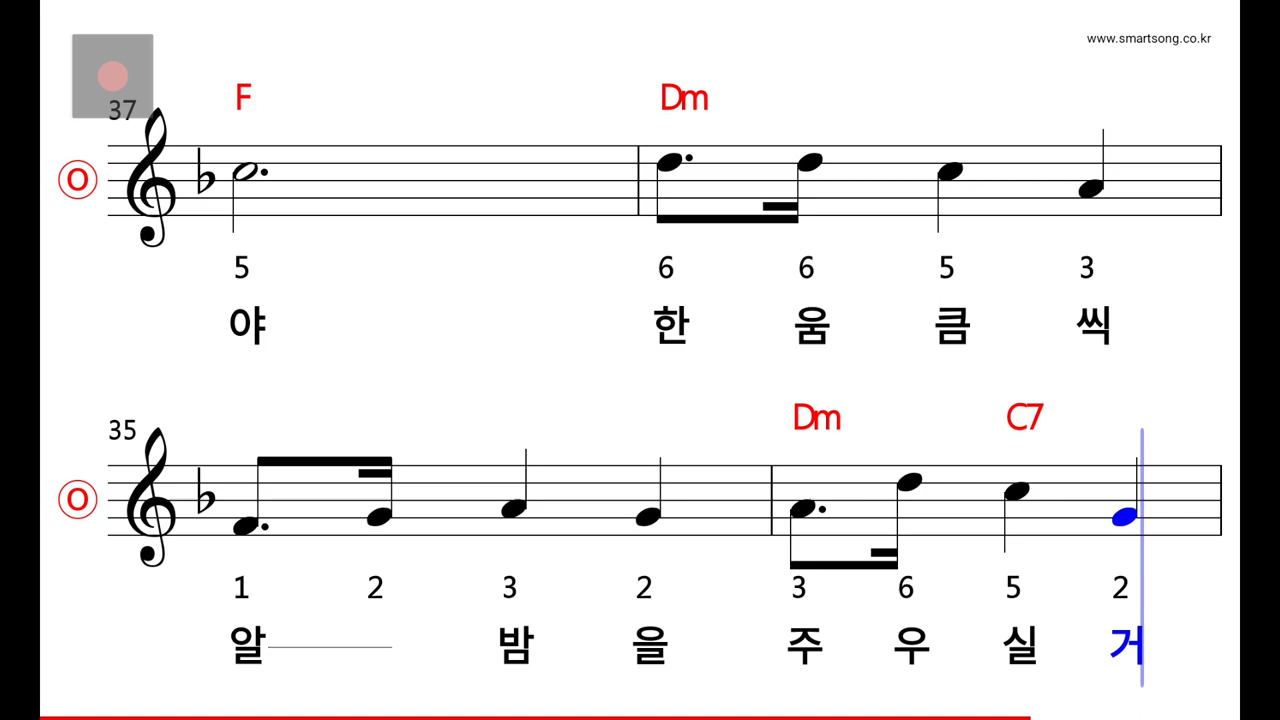 www.smartsong.co.kr
37
F Dm
O
5 6 6 5 3
야 한 움 큼 씩
35
Dm C7
O
1 2 3 2 3 6 5 2
알 밤 을 주 우 실 거